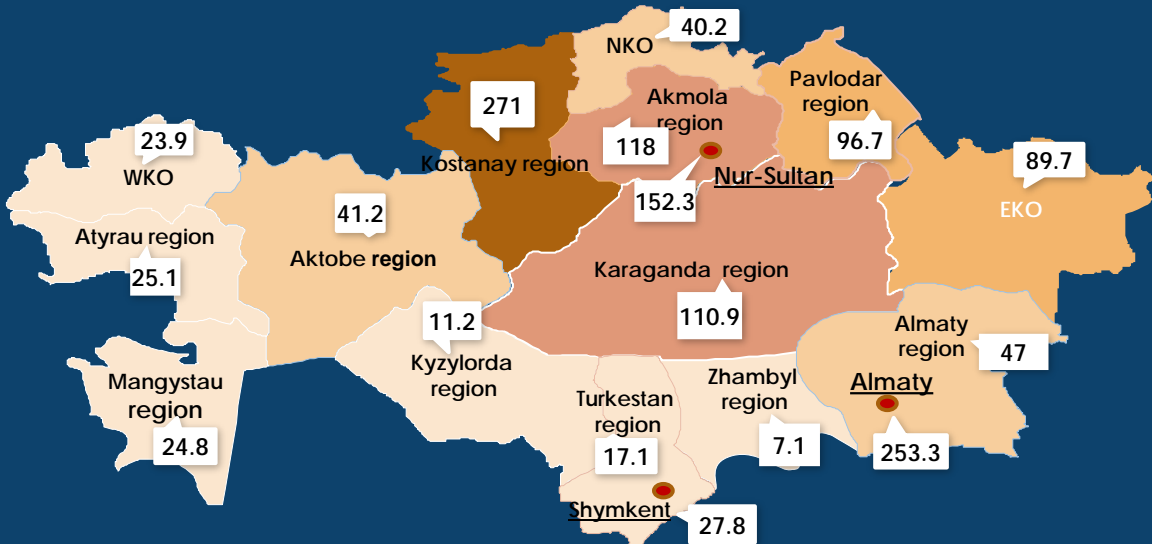 40.2
NKO
Pavlodar
region
96.7
271
Kostanay region
Akmola
region
118
Nur-Sultan
152.3
23.9
WKO
89.7
EKO
41.2
Aktobe region
Atyrau region
25.1
Karaganda region
110.9
11.2
Kyzylorda
region
Almaty
region
47
Almaty
253.3
Mangystau
region
24.8
Turkestan
region
17.1
Zhambyl
region
7.1
Shymkent
27.8